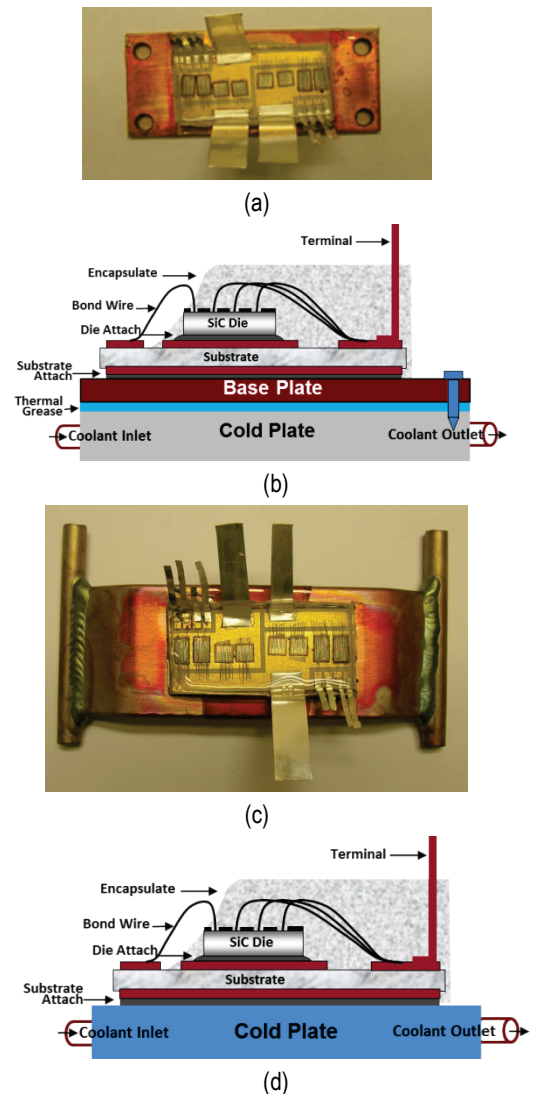 (a)
Terminal
Encapsulate
Bond Wire
SiC Die
Die Attach
Substrate
Substrate
Attach
Base Plate
Thermal
Grease
Cold Plate
Coolant Inlet
Coolant Outlet
(b)
(c)
Terminal
Encapsulate
Bond Wire
SiC Die
Die Attach
Substrate
Substrate
Attach
Coolant Inlet
Cold Plate
Coolant Outlet
(d)